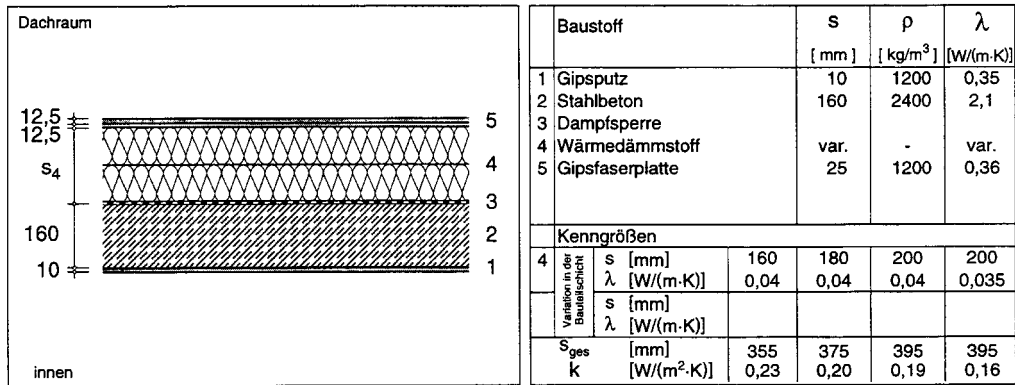 Dachraum
12,5
12,5
s4
160
10
5
4
3
2
1
innen
Baustoff s ρ λ
[ mm ] [ kg/m³ ] [W/(m·K)]
1 Gipsputz 10 1200 0,35
2 Stahlbeton 160 2400 2,1
3 Dampfsperre
4 Wärmedämmstoff var. - var.
5 Gipsfaserplatte 25 1200 0,36
Kenngrößen
4 Variation in der Bauteilschicht s [mm] 160 180 200 200
λ [W/(m·K)] 0,04 0,04 0,04 0,035
s [mm]
λ [W/(m·K)]
sges [mm] 355 375 395 395
k [W/(m²·K)] 0,23 0,20 0,19 0,16